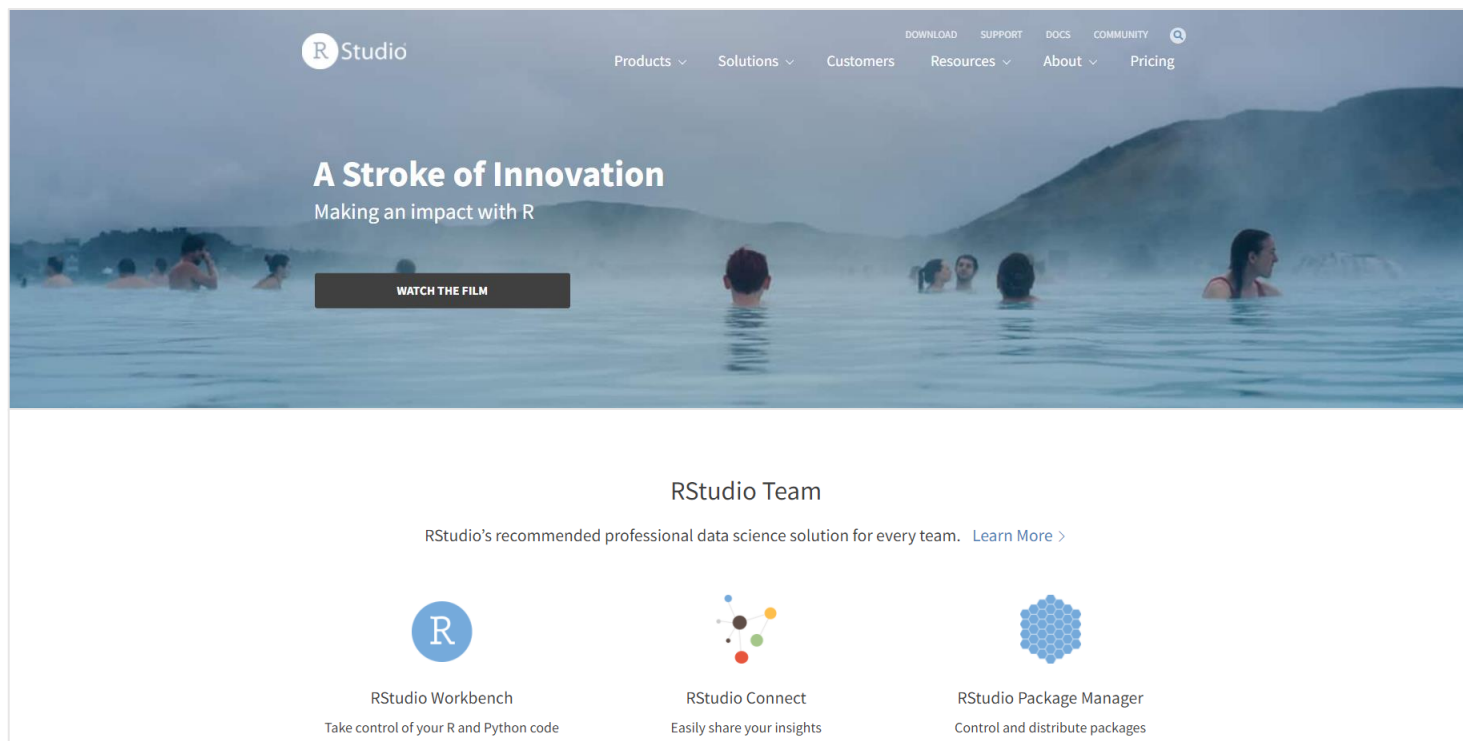 R Studio
DOWNLOAD SUPPORT DOCS COMMUNITY
Products Solutions Customers Resources About Pricing
A Stroke of Innovation
Making an impact with R
WATCH THE FILM
RStudio Team
RStudio’s recommended professional data science solution for every team. Learn More >
R
RStudio Workbench RStudio Connect RStudio Package Manager
Take control of your R and Python code Easily share your insights Control and distribute packages